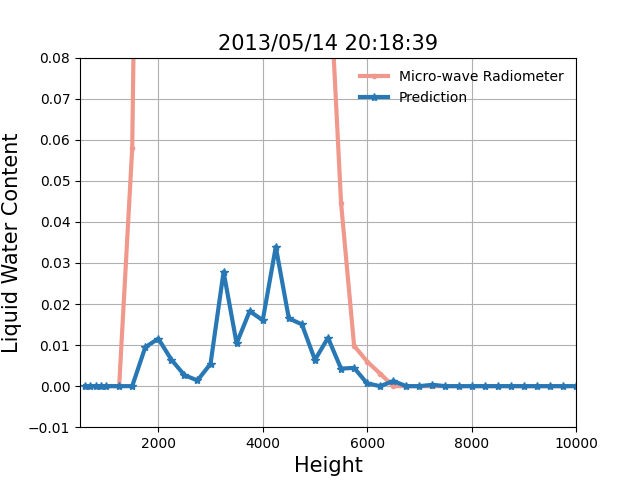 2013/05/14 20:18:39
0.08
0.07
0.06
0.05
0.04
0.03
0.02
0.01
0.00
−0.01
Liquid Water Content
Micro-wave Radiometer
Prediction
2000 4000 6000 8000 10000
Height